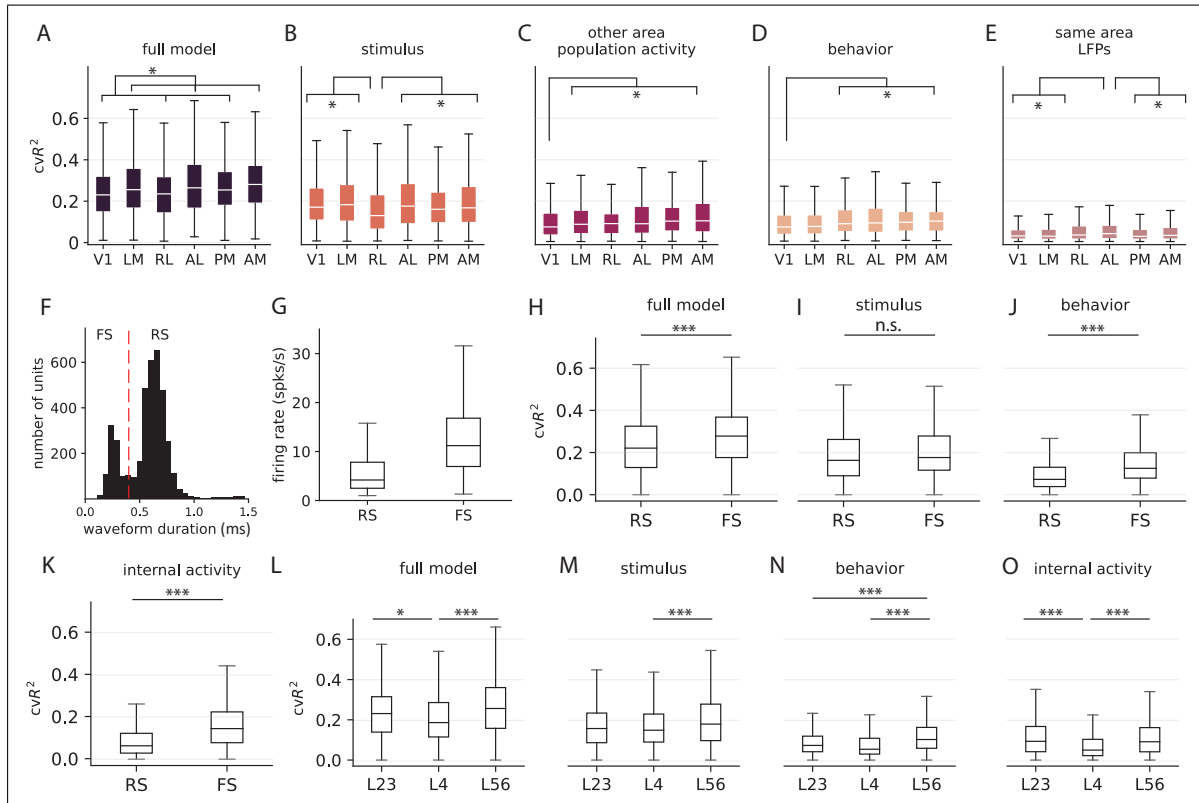 A
full model
*
cvR²
0.6
0.4
0.2
0
V1 LM RL AL PM AM
B
stimulus
* *
V1 LM RL AL PM AM
C
other area
population activity
*
V1 LM RL AL PM AM
D
behavior
*
V1 LM RL AL PM AM
E
same area
LFPs
* *
V1 LM RL AL PM AM
F
FS RS
number of units
600
400
200
0.0 0.5 1.0 1.5
waveform duration (ms)
G
firing rate (spks/s)
30
20
10
0
RS FS
H
full model
***
cvR²
0.6
0.4
0.2
0.0
RS FS
I
stimulus
n.s.
RS FS
J
behavior
***
RS FS
K
internal activity
***
cvR²
0.6
0.4
0.2
0.0
RS FS
L
full model
* ***
0.6
0.4
0.2
0.0
L23 L4 L56
M
stimulus
***
L23 L4 L56
N
behavior
***
***
L23 L4 L56
O
internal activity
*** ***
L23 L4 L56